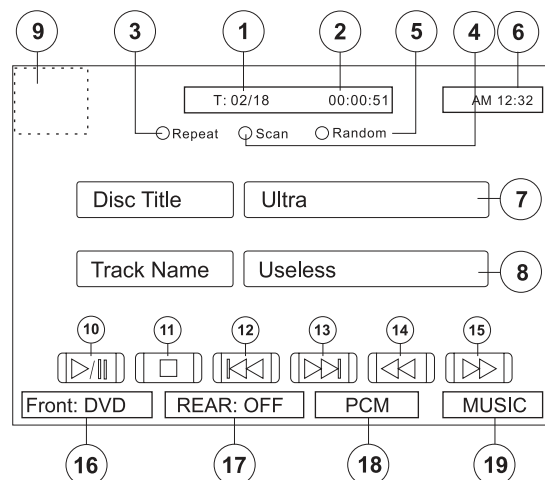 9 3 1 2 4 5 6
T: 02/18 00:00:51 AM 12:32
Repeat Scan Random
Disc Title Ultra 7
Track Name Useless 8
10 11 12 13 14 15
Front: DVD REAR: OFF PCM MUSIC
16 17 18 19